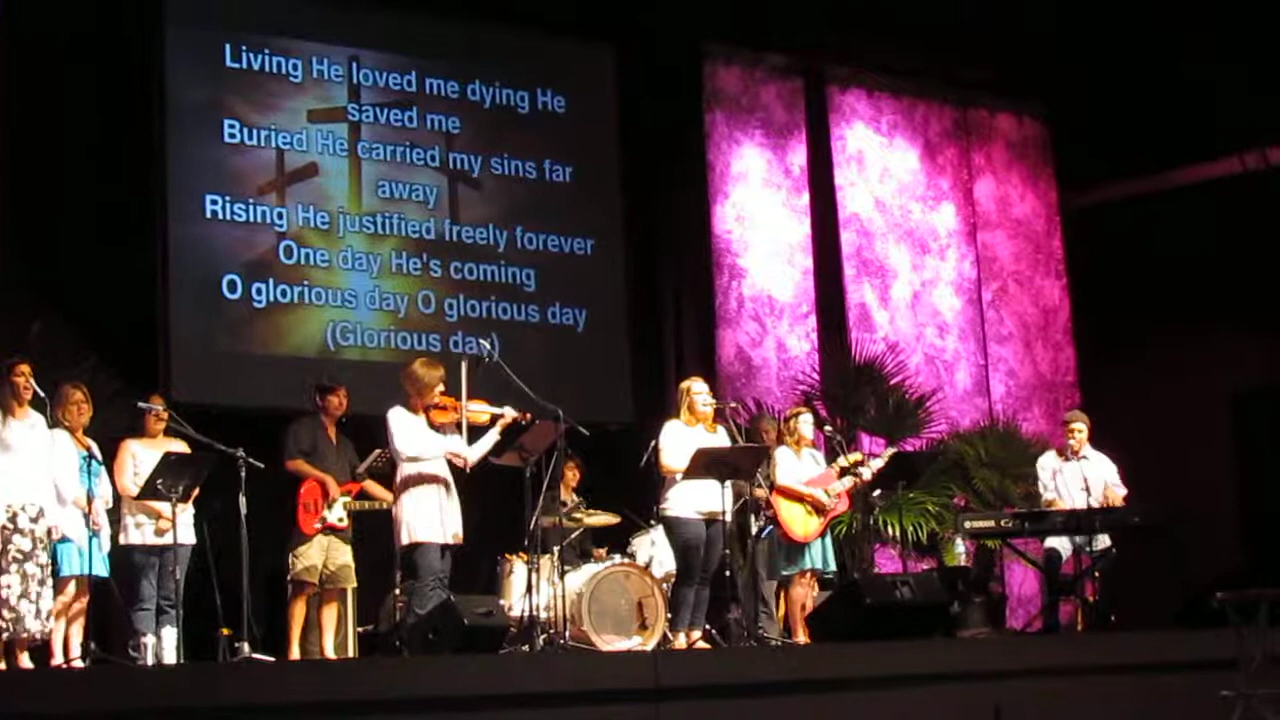 Living He loved me dying He
saved me
Buried He carried my sins far
away
Rising He justified freely forever
One day He's coming
O glorious day O glorious day
(Glorious day)
YAMAHA